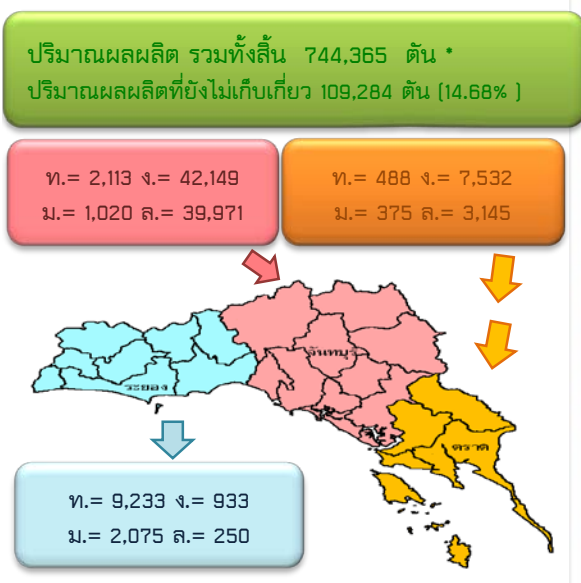 ปริมาณผลผลิต รวมทั้งสิ้น 744,365 ตัน *
ปริมาณผลผลิตที่ยังไม่เก็บเกี่ยว 109,284 ตัน (14.68% )
ท.= 2,113 ง.= 42,149
ม.= 1,020 ล.= 39,971
ท.= 488 ง.= 7,532
ม.= 375 ล.= 3,145
จันทบุรี
ระยอง
ตราด
ท.= 9,233 ง.= 933
ม.= 2,075 ล.= 250